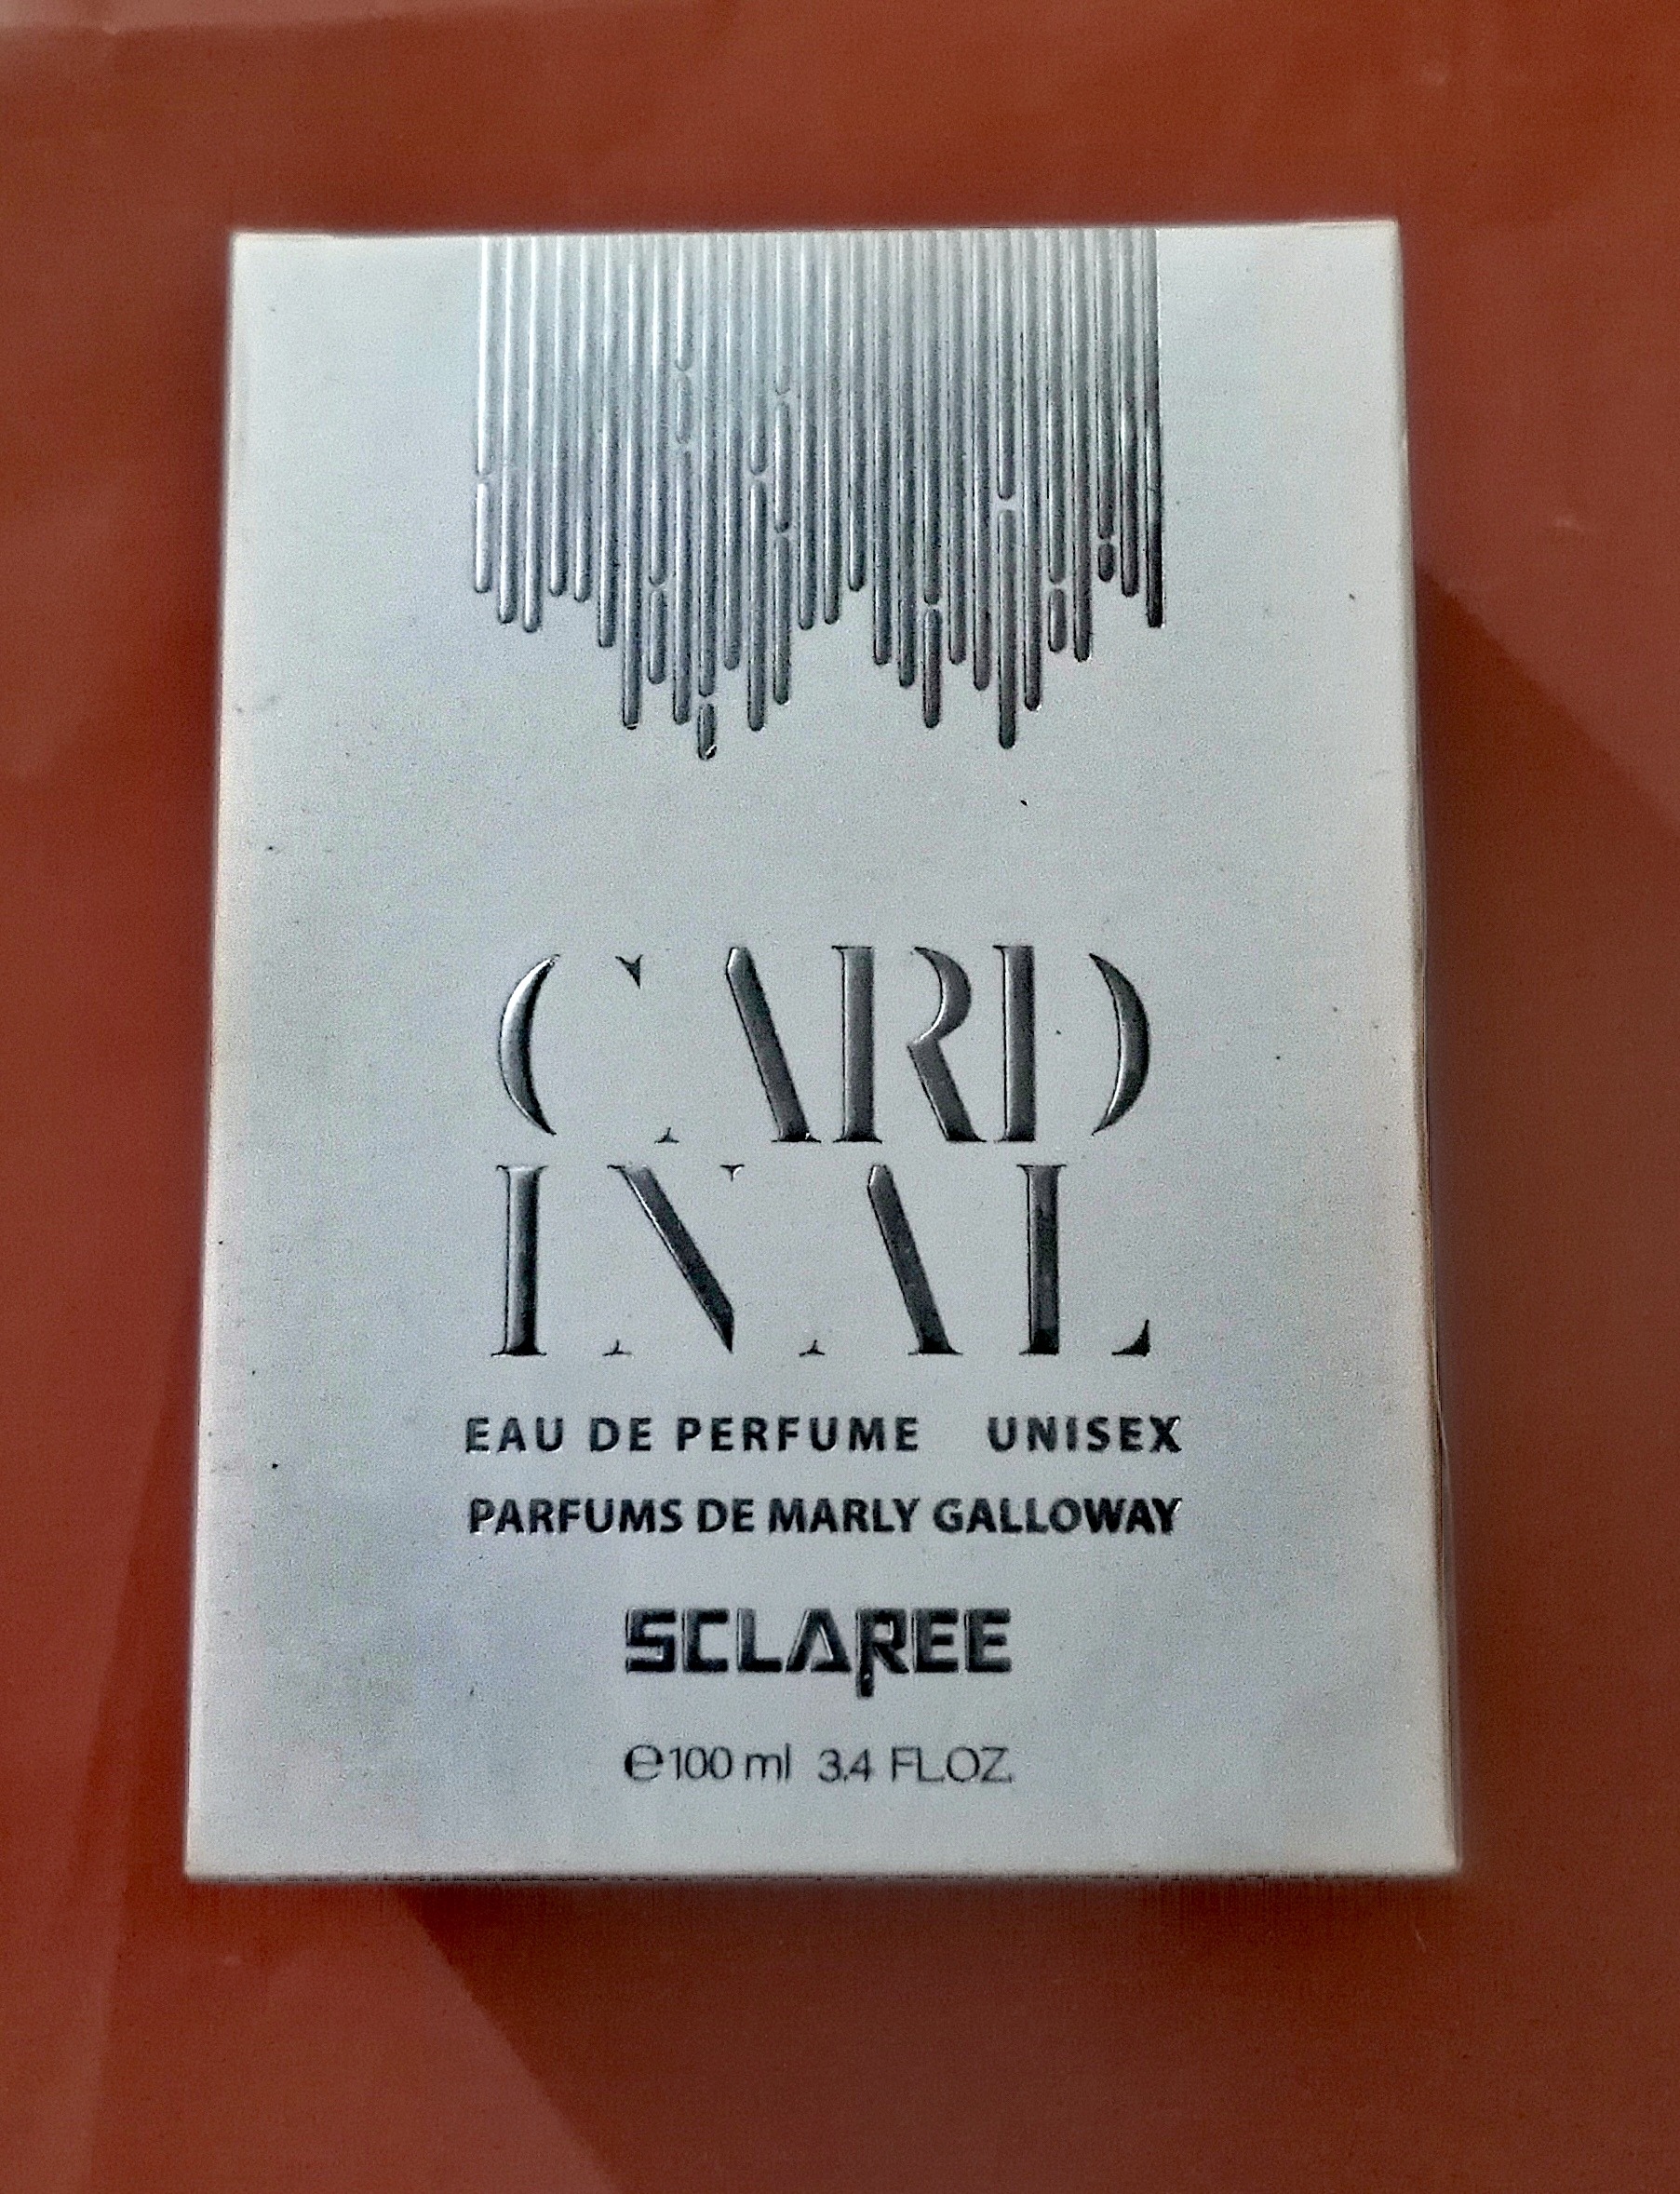 CARD
INAL
EAU DE PERFUME UNISEX
PARFUMS DE MARLY GALLOWAY
SCLAREE
℮100 ml 3.4 FL.OZ.